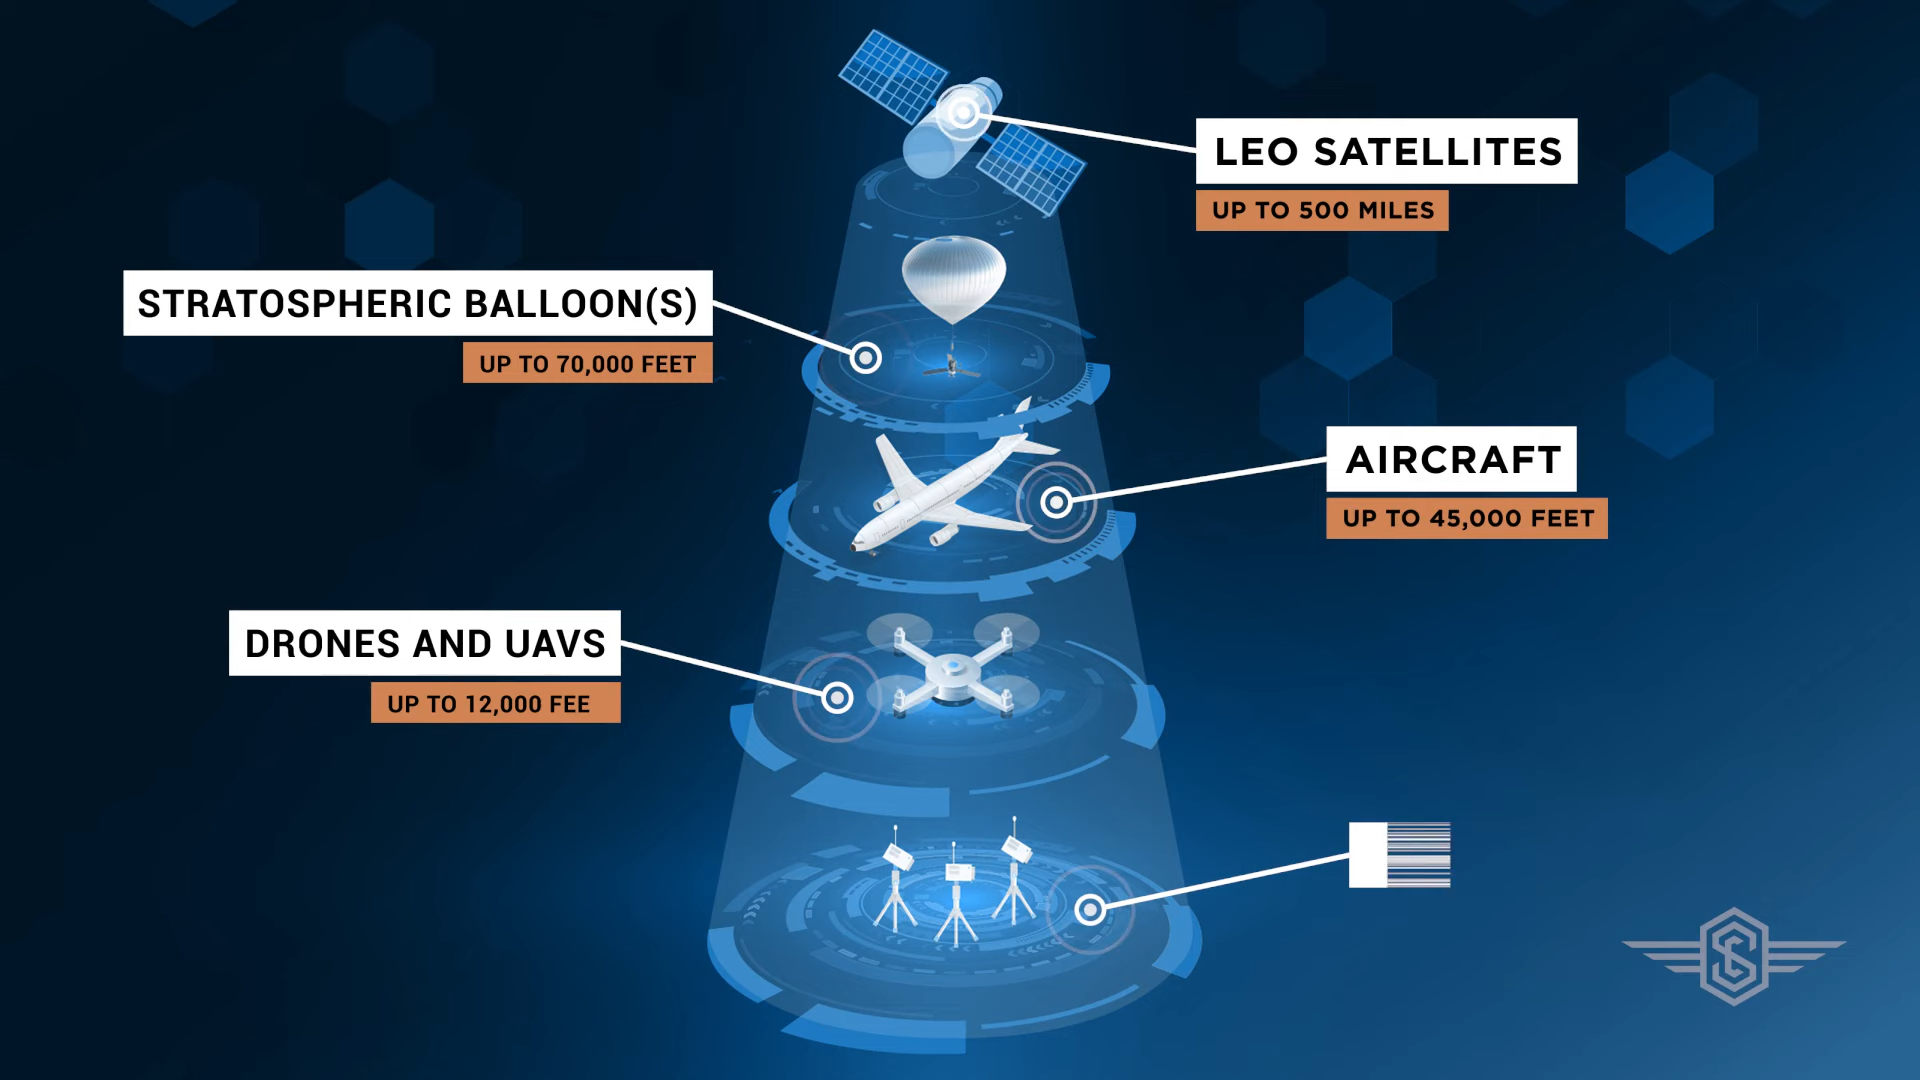 LEO SATELLITES
UP TO 500 MILES
STRATOSPHERIC BALLOON(S)
UP TO 70,000 FEET
AIRCRAFT
UP TO 45,000 FEET
DRONES AND UAVS
UP TO 12,000 FEE